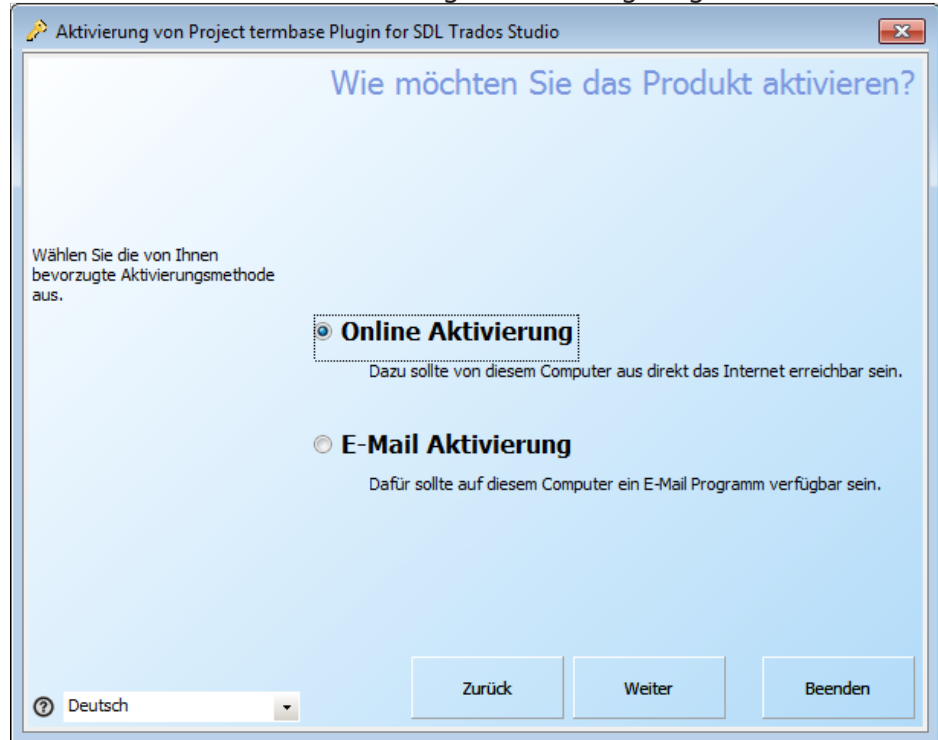 Aktivierung von Project termbase Plugin for SDL Trados Studio
Wie möchten Sie das Produkt aktivieren?
Wählen Sie die von Ihnen
bevorzugte Aktivierungsmethode
aus.
Online Aktivierung
Dazu sollte von diesem Computer aus direkt das Internet erreichbar sein.
E-Mail Aktivierung
Dafür sollte auf diesem Computer ein E-Mail Programm verfügbar sein.
Deutsch
Zurück
Weiter
Beenden